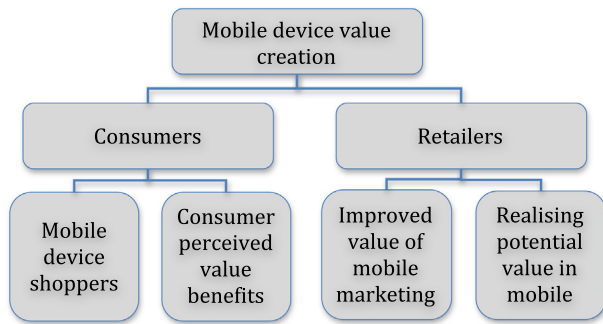 Mobile device value
creation
Consumers
Retailers
Mobile
device
shoppers
Consumer
perceived
value
benefits
Improved
value of
mobile
marketing
Realising
potential
value in
mobile